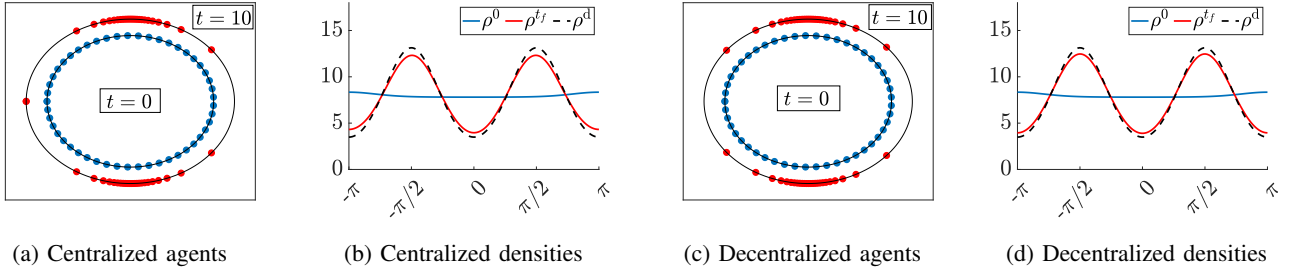 t = 10
t = 0
(a) Centralized agents
15
10
5
0
ρ^0 ρ^{t_f} ρ^d
-π -π/2 0 π/2 π
(b) Centralized densities
t = 10
t = 0
(c) Decentralized agents
15
10
5
0
ρ^0 ρ^{t_f} ρ^d
-π -π/2 0 π/2 π
(d) Decentralized densities